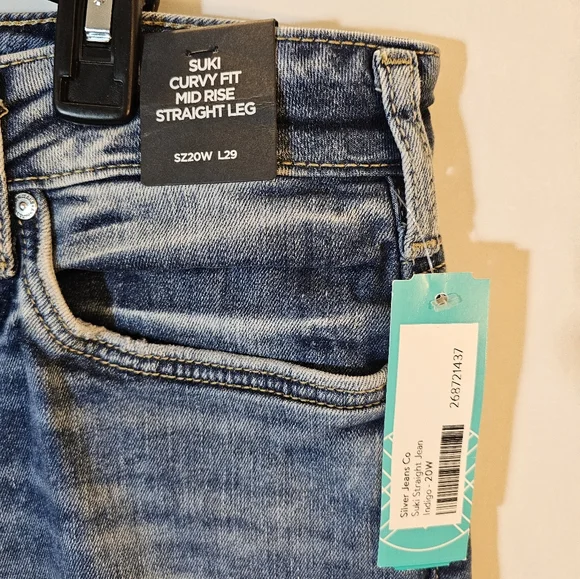 SUKI
CURVY FIT
MID RISE
STRAIGHT LEG
SZ20W L29
Silver Jeans Co
Suki Straight Jean
Indigo - 20W
268721437